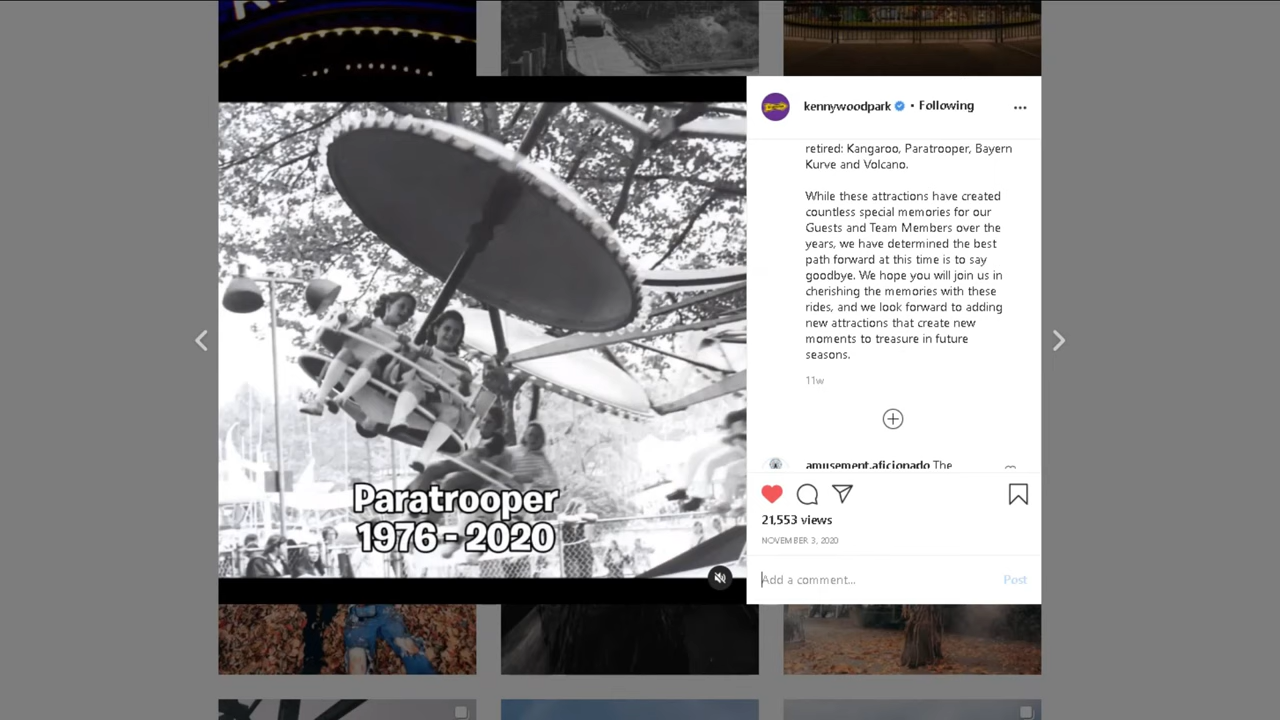 kennywoodpark • Following
retired: Kangaroo, Paratrooper, Bayern
Kurve and Volcano.
While these attractions have created
countless special memories for our
Guests and Team Members over the
years, we have determined the best
path forward at this time is to say
goodbye. We hope you will join us in
cherishing the memories with these
rides, and we look forward to adding
new attractions that create new
moments to treasure in future
seasons.
11w
amusement.aficionado The
21,553 views
NOVEMBER 3, 2020
Add a comment... Post
Paratrooper
1976 - 2020